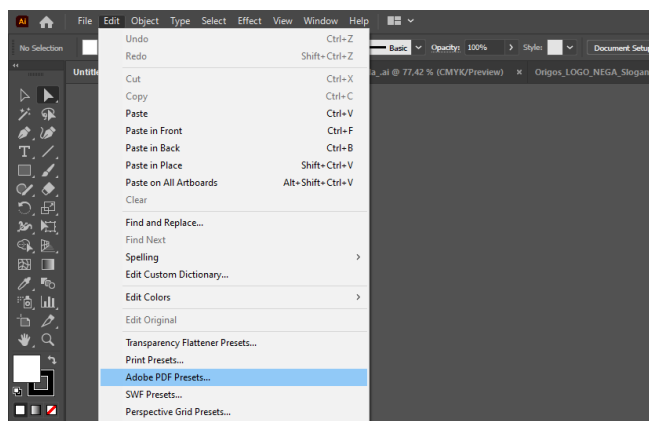 Ai File Edit Object Type Select Effect View Window Help
No Selection Basic Opacity: 100% Style: Document Setu
Untitle a_.ai @ 77,42 % (CMYK/Preview) × Origos_LOGO_NEGA_Slogan
Undo Ctrl+Z
Redo Shift+Ctrl+Z
Cut Ctrl+X
Copy Ctrl+C
Paste Ctrl+V
Paste in Front Ctrl+F
Paste in Back Ctrl+B
Paste in Place Shift+Ctrl+V
Paste on All Artboards Alt+Shift+Ctrl+V
Clear
Find and Replace...
Find Next
Spelling
Edit Custom Dictionary...
Edit Colors
Edit Original
Transparency Flattener Presets...
Print Presets...
Adobe PDF Presets...
SWF Presets...
Perspective Grid Presets...